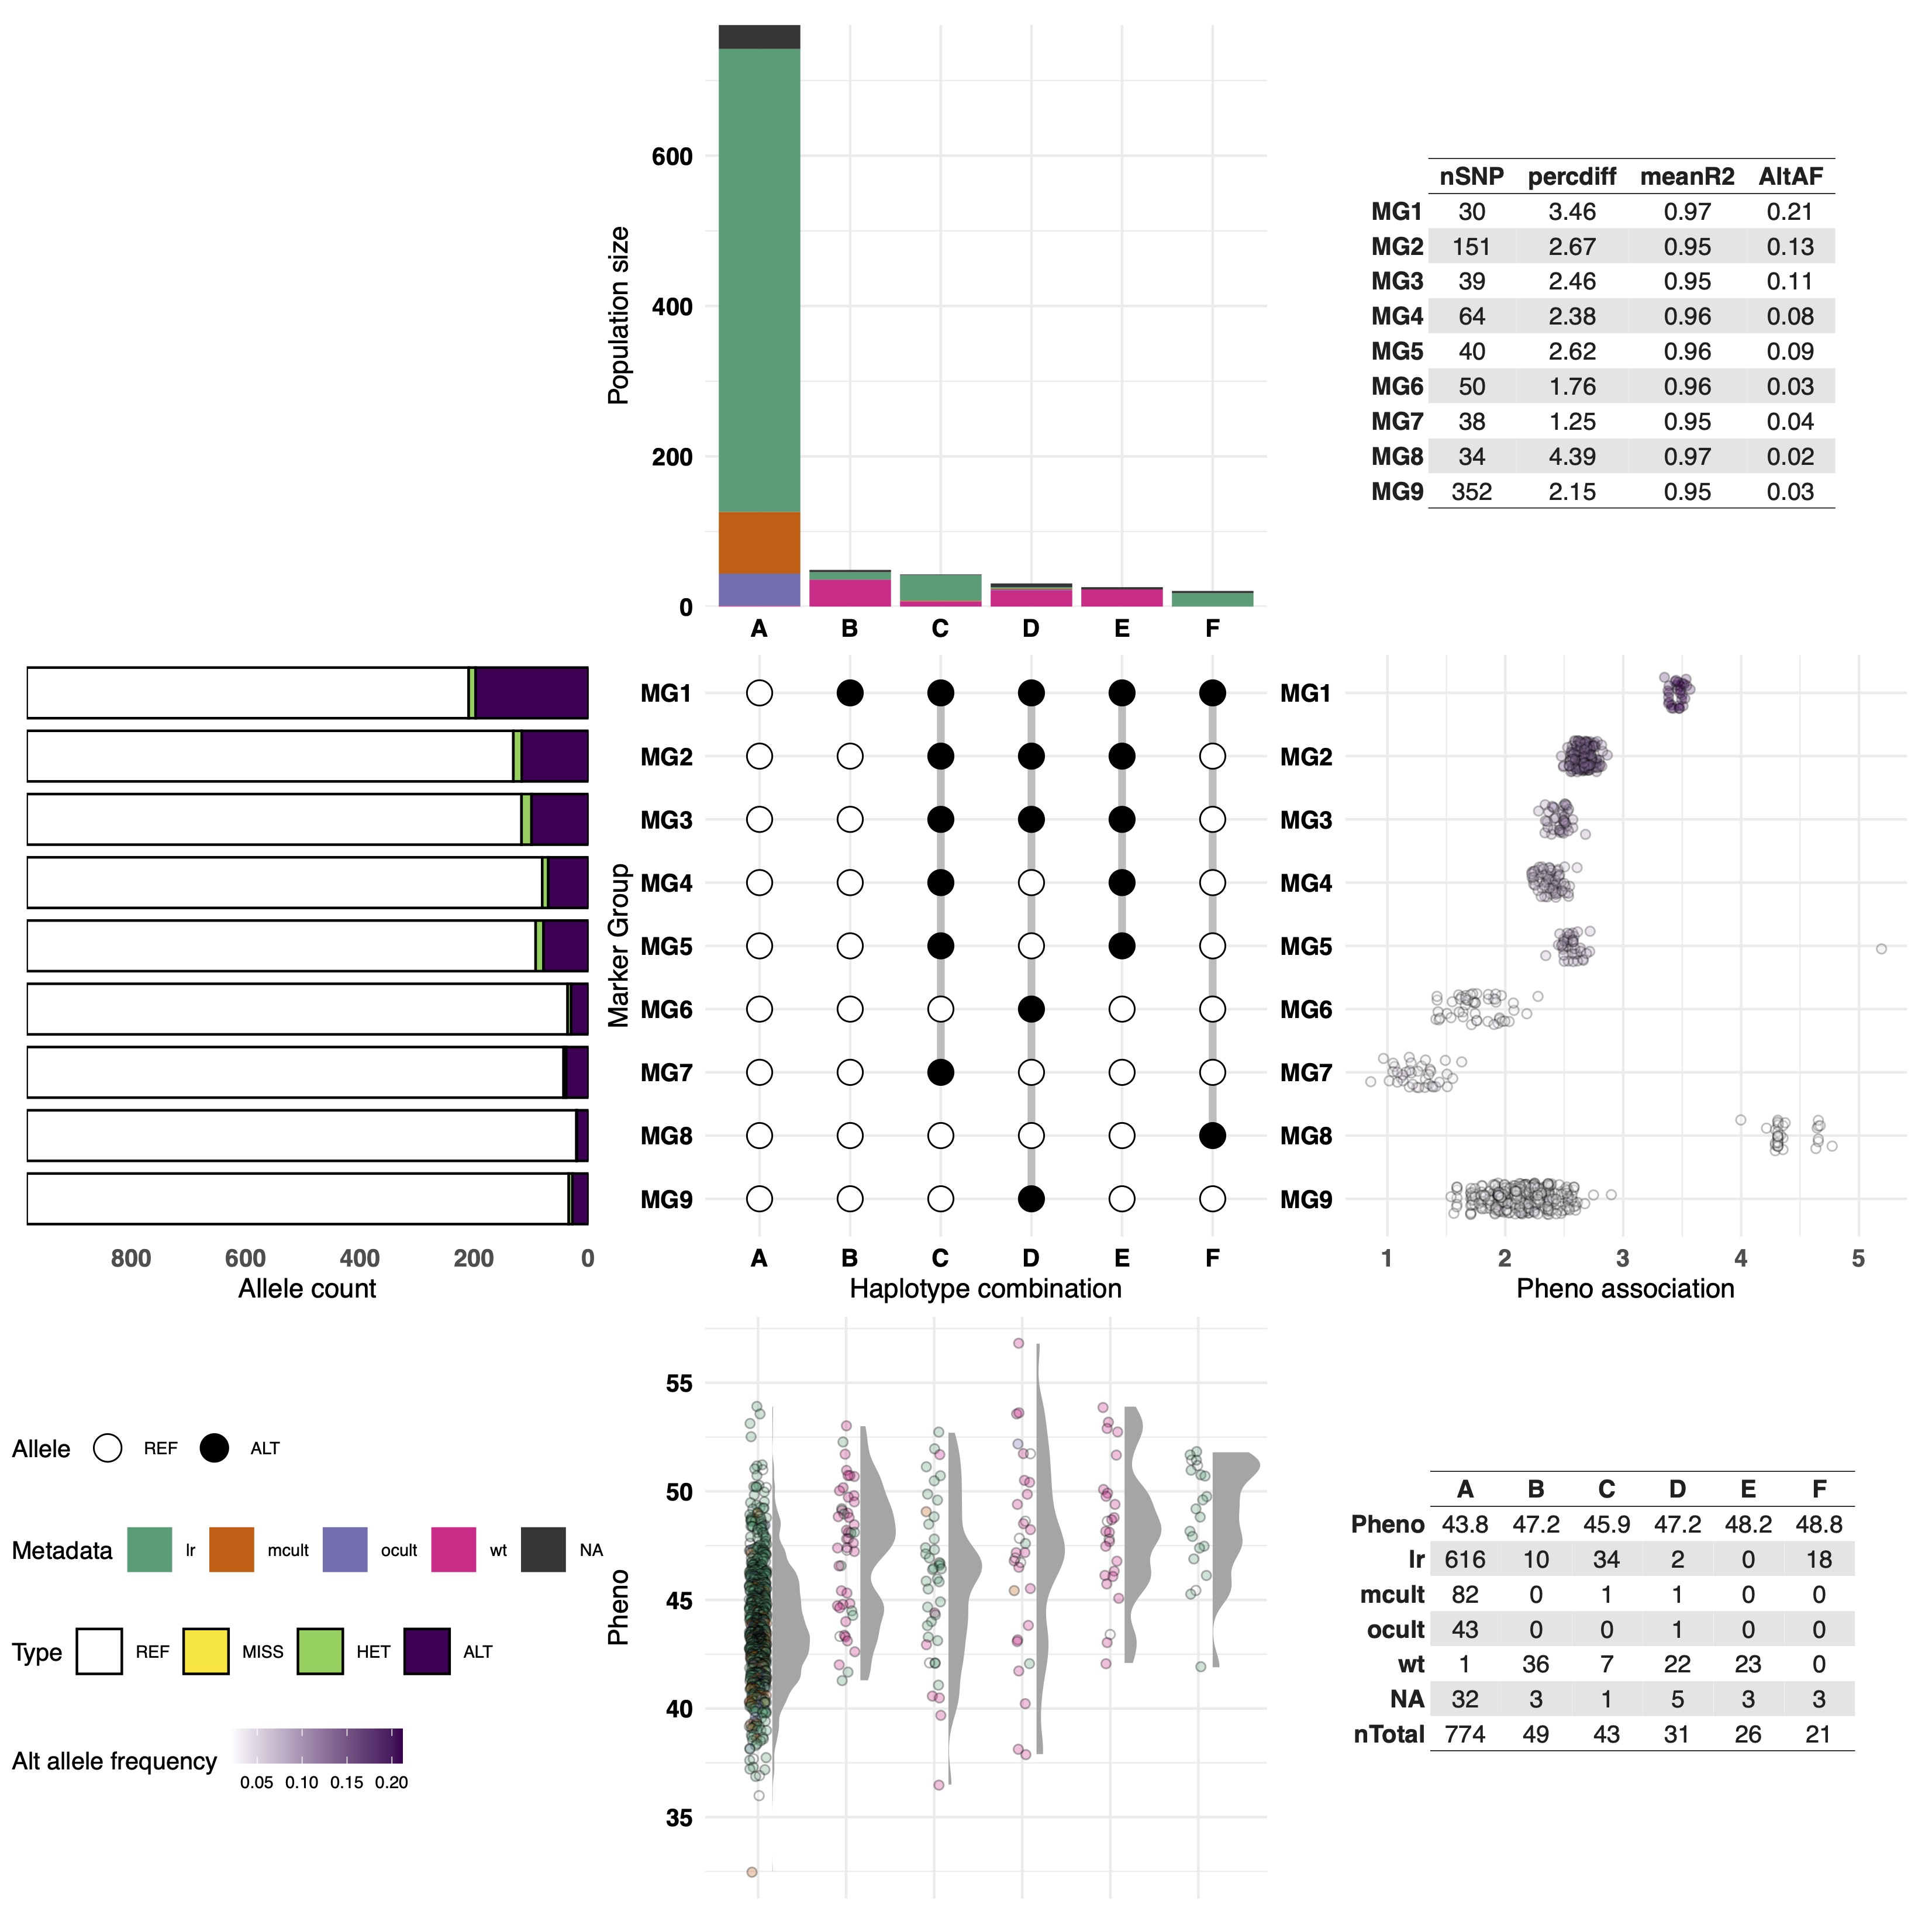 600
400
200
0
Population size
A B C D E F
nSNP percdiff meanR2 AltAF
MG1 30 3.46 0.97 0.21
MG2 151 2.67 0.95 0.13
MG3 39 2.46 0.95 0.11
MG4 64 2.38 0.96 0.08
MG5 40 2.62 0.96 0.09
MG6 50 1.76 0.96 0.03
MG7 38 1.25 0.95 0.04
MG8 34 4.39 0.97 0.02
MG9 352 2.15 0.95 0.03
800 600 400 200 0
Allele count
Marker Group
MG1
MG2
MG3
MG4
MG5
MG6
MG7
MG8
MG9
A B C D E F
Haplotype combination
MG1
MG2
MG3
MG4
MG5
MG6
MG7
MG8
MG9
1 2 3 4 5
Pheno association
Allele REF ALT
Metadata lr mcult ocult wt NA
Type REF MISS HET ALT
Alt allele frequency
0.05 0.10 0.15 0.20
Pheno
55
50
45
40
35
A B C D E F
Pheno 43.8 47.2 45.9 47.2 48.2 48.8
lr 616 10 34 2 0 18
mcult 82 0 1 1 0 0
ocult 43 0 0 1 0 0
wt 1 36 7 22 23 0
NA 32 3 1 5 3 3
nTotal 774 49 43 31 26 21